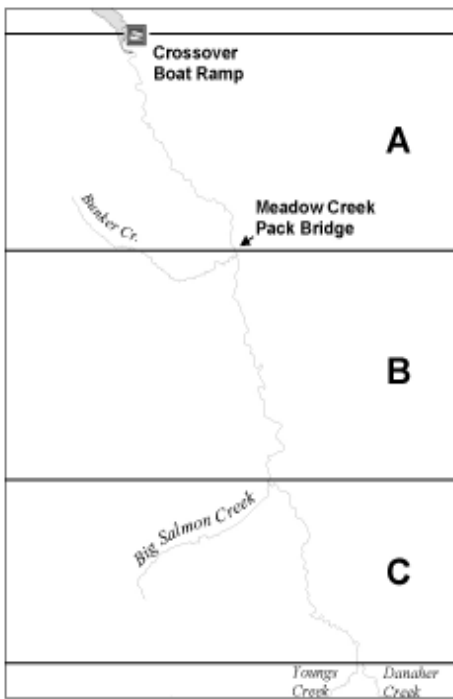 Crossover
Boat Ramp
A
Bunker Cr.
Meadow Creek
Pack Bridge
B
Big Salmon Creek
C
Youngs
Creek
Danaher
Creek